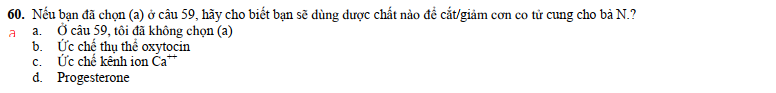 60. Nếu bạn đã chọn (a) ở câu 59, hãy cho biết bạn sẽ dùng dược chất nào để cắt/giảm cơn co tử cung cho bà N.?
a a. Ở câu 59, tôi đã không chọn (a)
b. Ức chế thụ thể oxytocin
c. Ức chế kênh ion Ca⁺⁺
d. Progesterone